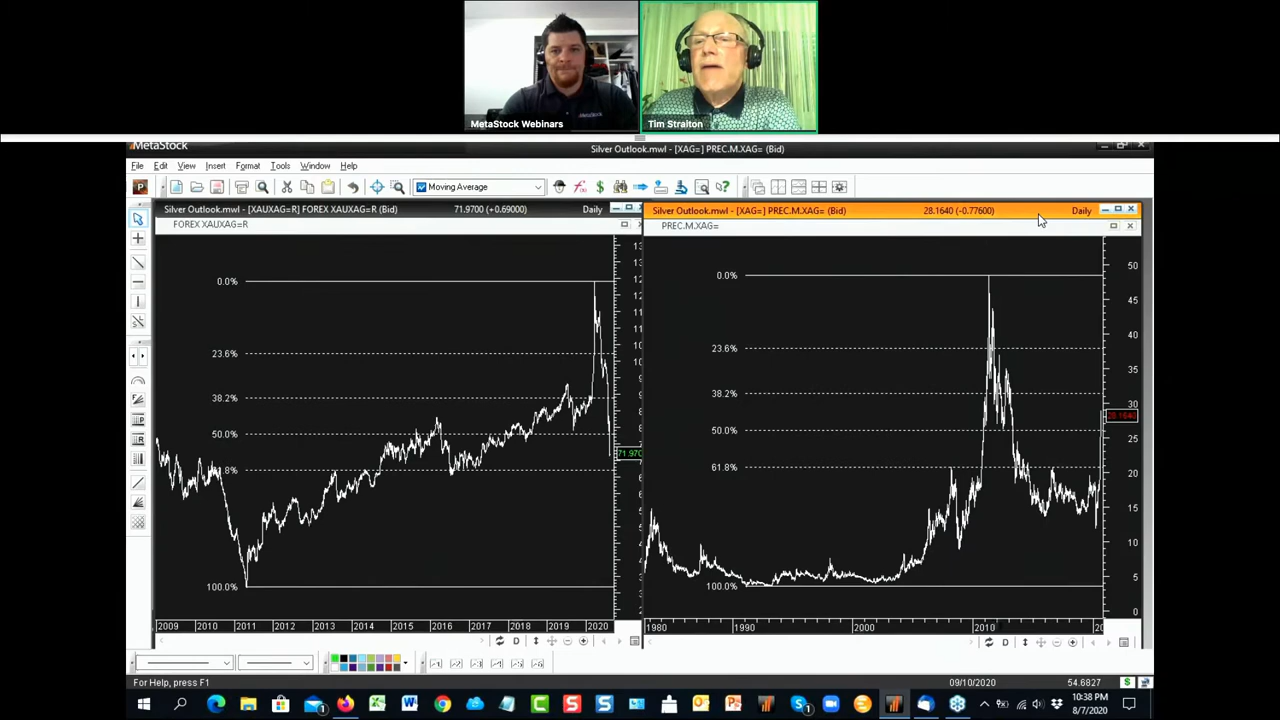 MetaStock Webinars
Tim Straiton
MetaStock
Silver Outlook.mwl - [XAG=] PREC.M.XAG= (Bid)
File Edit View Insert Format Tools Window Help
Moving Average
Silver Outlook.mwl - [XAUXAG=R] FOREX XAUXAG=R (Bid) 71.9700 (+0.69000) Daily
FOREX XAUXAG=R
0.0%
23.6%
38.2%
50.0%
100.0%
2009 2010 2011 2012 2013 2014 2015 2016 2017 2018 2019 2020
Silver Outlook.mwl - [XAG=] PREC.M.XAG= (Bid) 28.1640 (-0.77600) Daily
PREC.M.XAG=
0.0%
23.6%
38.2%
50.0%
61.8%
100.0%
50
45
40
35
30
28.1640
25
20
15
10
5
0
1980 1990 2000 2010
D
D
For Help, press F1
09/10/2020 54.6827
10:38 PM
8/7/2020